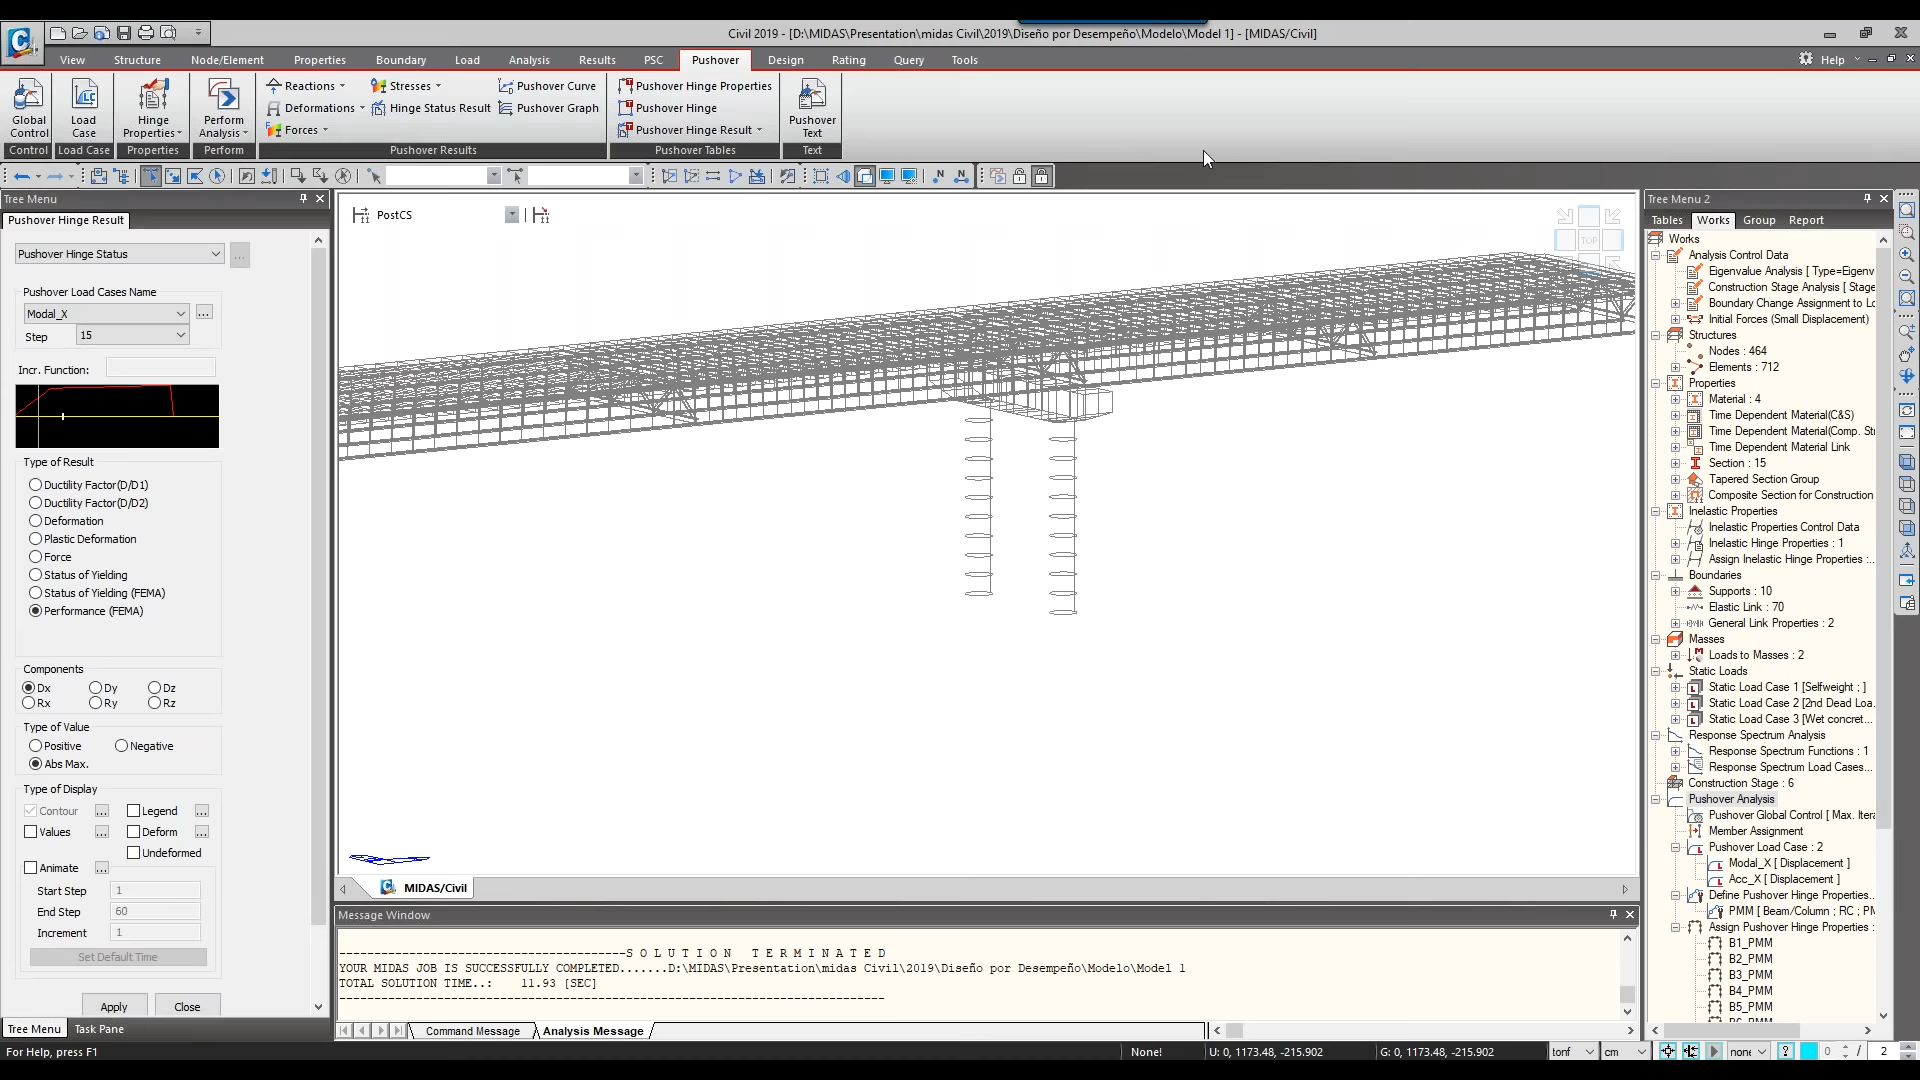 Civil 2019 - [D:\MIDAS\Presentation\midas Civil\2019\Diseño por Desempeño\Modelo\Model 1] - [MIDAS/Civil]
View Structure Node/Element Properties Boundary Load Analysis Results PSC Pushover Design Rating Query Tools Help
Global Control
Load Case
Hinge Properties
Perform Analysis
Reactions Stresses Pushover Curve
Deformations Hinge Status Result Pushover Graph
Forces
Pushover Hinge Properties
Pushover Hinge
Pushover Hinge Result
Pushover Text
Control Load Case Properties Perform Pushover Results Pushover Tables Text
Tree Menu
Pushover Hinge Result
Pushover Hinge Status
...
Pushover Load Cases Name
Modal_X ...
Step 15
Incr. Function:
Type of Result
Ductility Factor(D/D1)
Ductility Factor(D/D2)
Deformation
Plastic Deformation
Force
Status of Yielding
Status of Yielding (FEMA)
Performance (FEMA)
Components
Dx Dy Dz
Rx Ry Rz
Type of Value
Positive Negative
Abs Max.
Type of Display
Contour ... Legend ...
Values ... Deform ...
Undeformed
Animate ...
Start Step 1
End Step 60
Increment 1
Set Default Time
Apply Close
Tree Menu Task Pane
PostCS
TOP
MIDAS/Civil
Message Window
SOLUTION TERMINATED
YOUR MIDAS JOB IS SUCCESSFULLY COMPLETED.......D:\MIDAS\Presentation\midas Civil\2019\Diseño por Desempeño\Modelo\Model 1
TOTAL SOLUTION TIME..: 11.93 [SEC]
Command Message Analysis Message
Tree Menu 2
Tables Works Group Report
Works
Analysis Control Data
Eigenvalue Analysis [ Type=Eigenv
Construction Stage Analysis [ Stage
Boundary Change Assignment to Lo
Initial Forces (Small Displacement)
Structures
Nodes : 464
Elements : 712
Properties
Material : 4
Time Dependent Material(C&S)
Time Dependent Material(Comp. Str
Time Dependent Material Link
Section : 15
Tapered Section Group
Composite Section for Construction
Inelastic Properties
Inelastic Properties Control Data
Inelastic Hinge Properties : 1
Assign Inelastic Hinge Properties :...
Boundaries
Supports : 10
Elastic Link : 70
General Link Properties : 2
Masses
Loads to Masses : 2
Static Loads
Static Load Case 1 [Selfweight ; ]
Static Load Case 2 [2nd Dead Loa...
Static Load Case 3 [Wet concret...
Response Spectrum Analysis
Response Spectrum Functions : 1
Response Spectrum Load Cases...
Construction Stage : 6
Pushover Analysis
Pushover Global Control [ Max. Itera
Member Assignment
Pushover Load Case : 2
Modal_X [ Displacement ]
Acc_X [ Displacement ]
Define Pushover Hinge Properties...
PMM [ Beam/Column ; RC ; PM
Assign Pushover Hinge Properties :
B1_PMM
B2_PMM
B3_PMM
B4_PMM
B5_PMM
For Help, press F1
None! U: 0, 1173.48, -215.902 G: 0, 1173.48, -215.902 tonf cm none ? 0 / 2